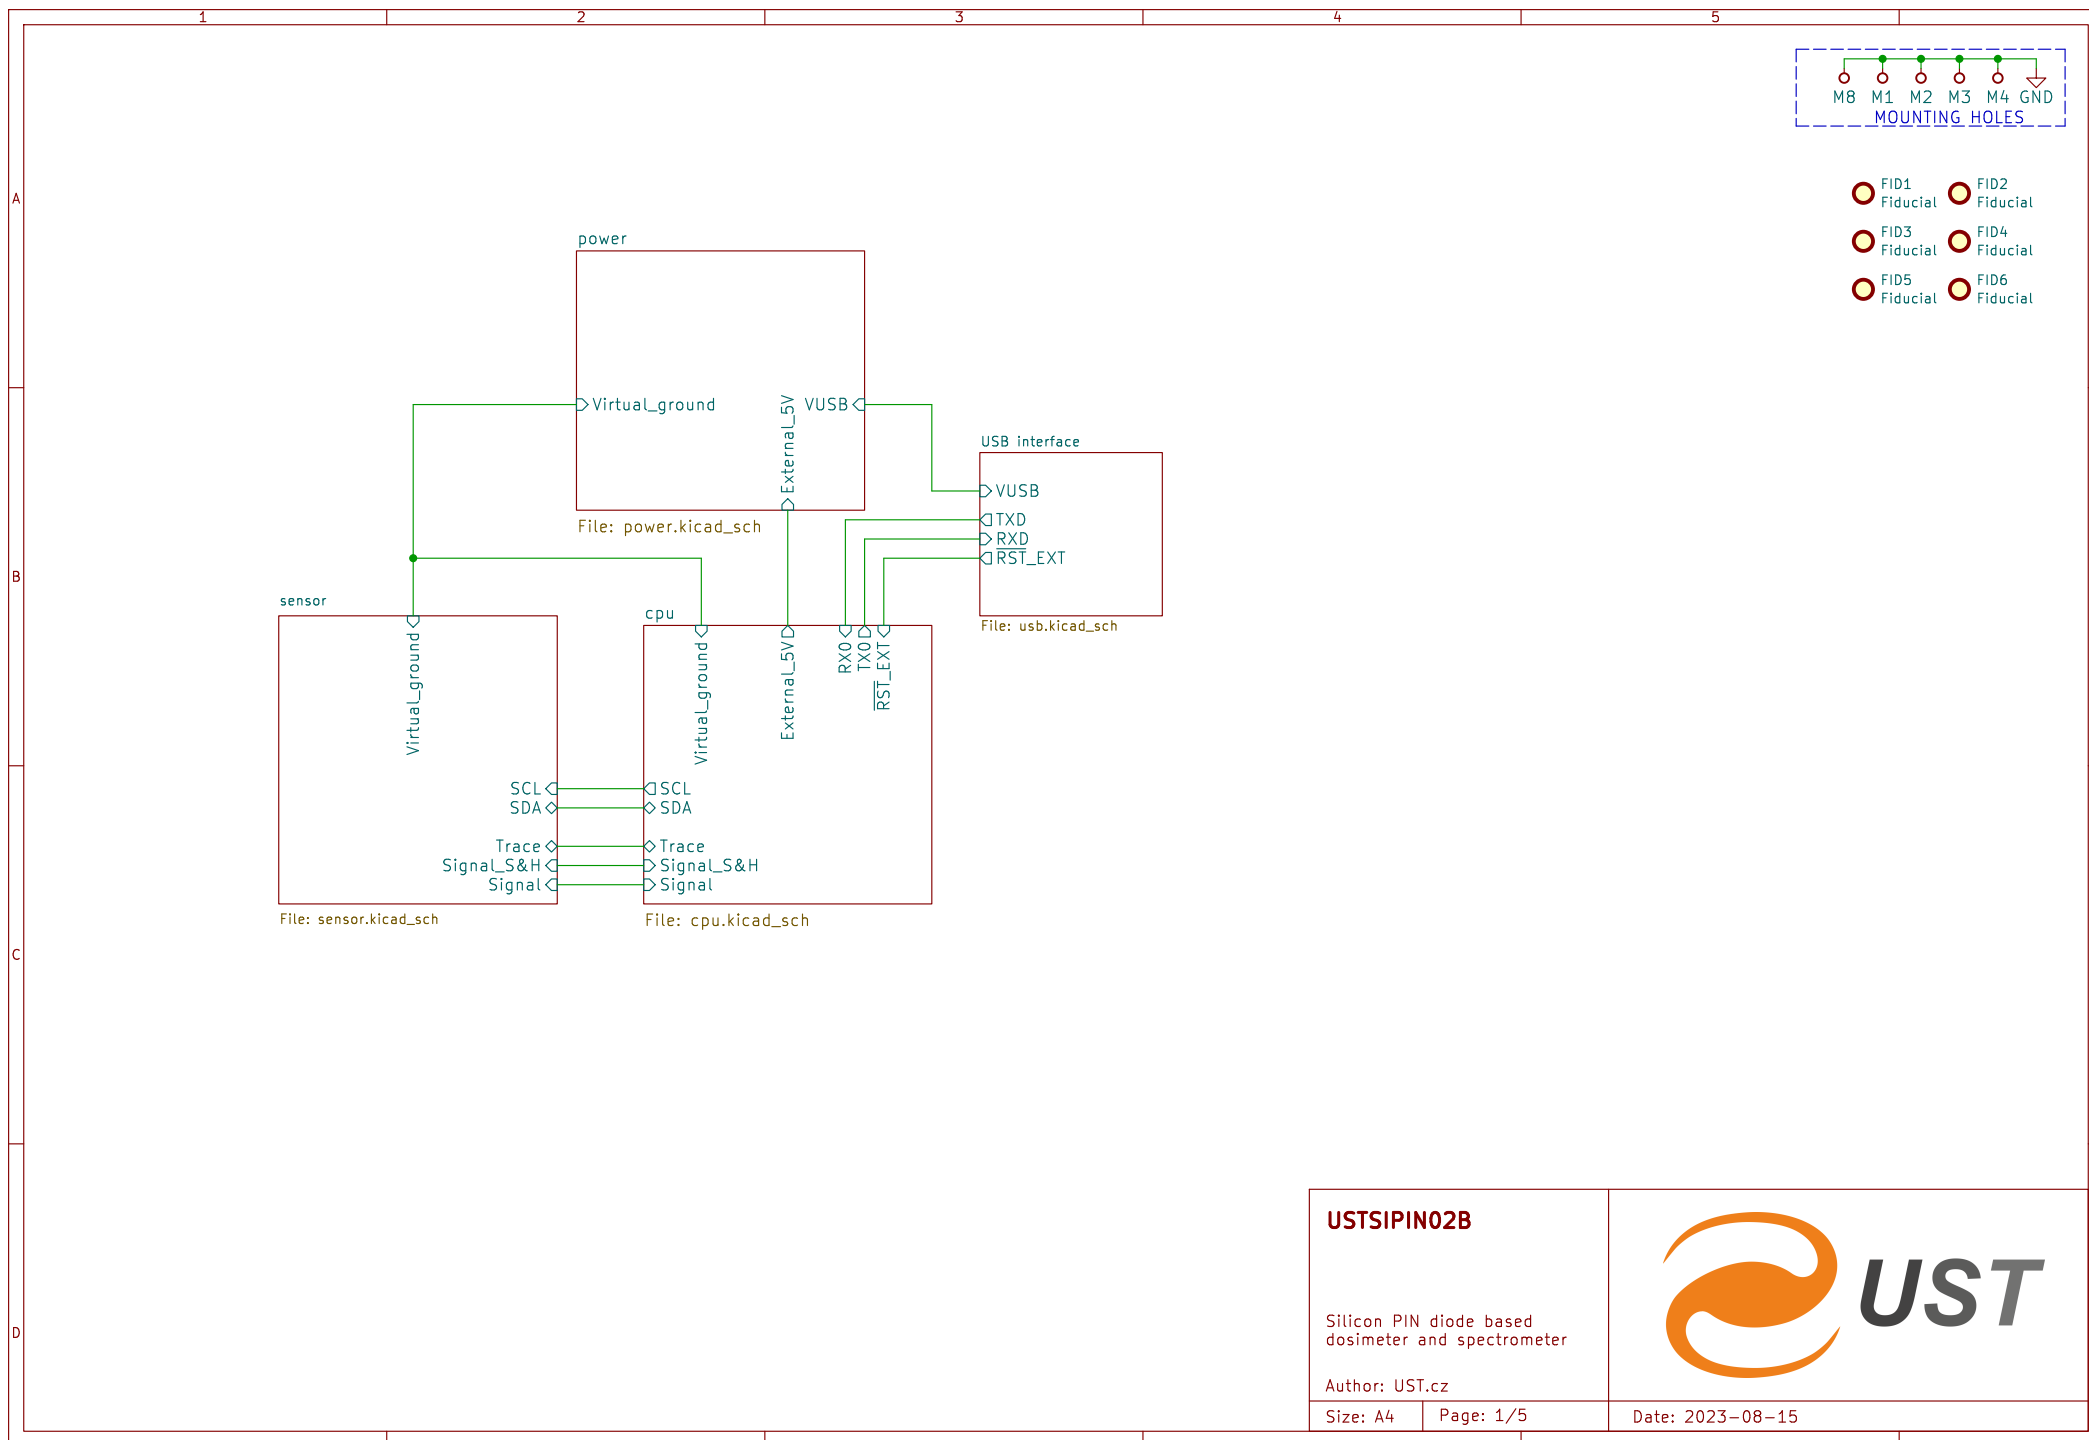 1 2 3 4 5
A
B
C
D
M8 M1 M2 M3 M4 GND
MOUNTING HOLES
FID1
Fiducial
FID2
Fiducial
FID3
Fiducial
FID4
Fiducial
FID5
Fiducial
FID6
Fiducial
power
Virtual_ground
External_5V
VUSB
File: power.kicad_sch
USB interface
VUSB
TXD
RXD
RST_EXT
File: usb.kicad_sch
sensor
Virtual_ground
SCL
SDA
Trace
Signal_S&H
Signal
File: sensor.kicad_sch
cpu
Virtual_ground
External_5V
RX0
TX0
RST_EXT
SCL
SDA
Trace
Signal_S&H
Signal
File: cpu.kicad_sch
USTSIPIN02B
Silicon PIN diode based
dosimeter and spectrometer
Author: UST.cz
Size: A4
Page: 1/5
Date: 2023-08-15
UST